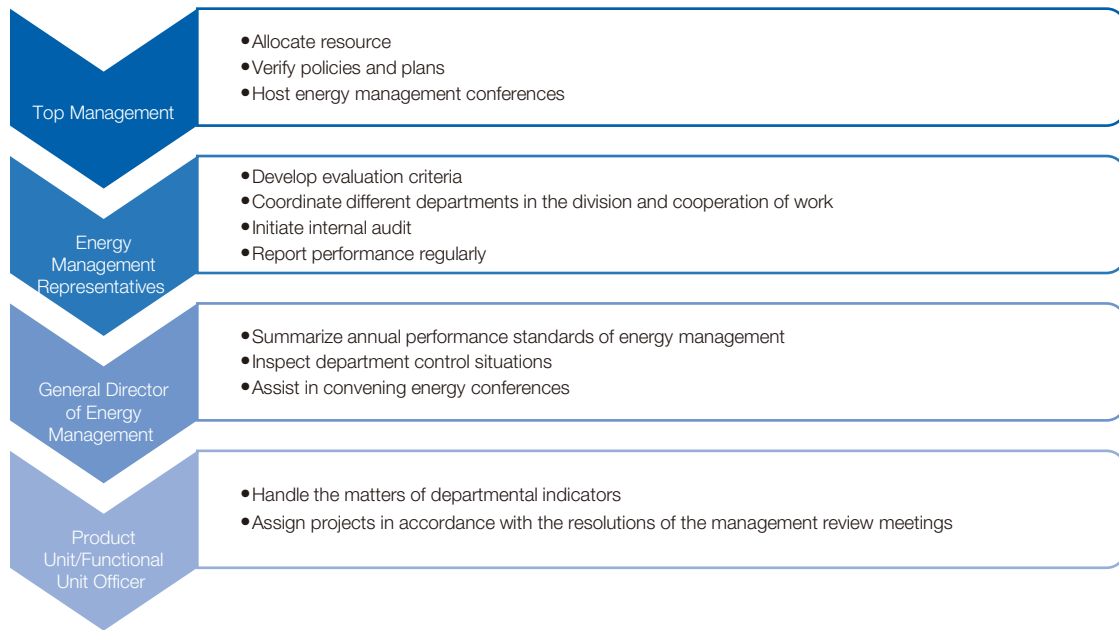 Top Management
•Allocate resource
•Verify policies and plans
•Host energy management conferences
Energy
Management
Representatives
•Develop evaluation criteria
•Coordinate different departments in the division and cooperation of work
•Initiate internal audit
•Report performance regularly
General Director
of Energy
Management
•Summarize annual performance standards of energy management
•Inspect department control situations
•Assist in convening energy conferences
Product
Unit/Functional
Unit Officer
•Handle the matters of departmental indicators
•Assign projects in accordance with the resolutions of the management review meetings